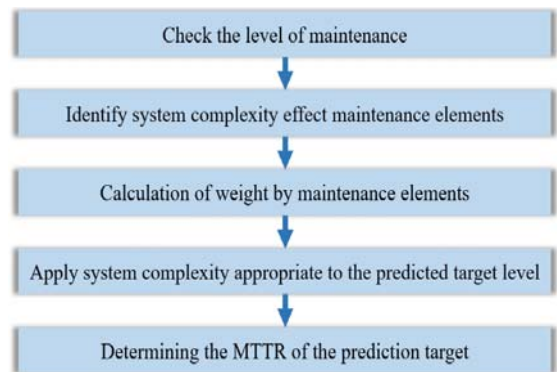 Check the level of maintenance
Identify system complexity effect maintenance elements
Calculation of weight by maintenance elements
Apply system complexity appropriate to the predicted target level
Determining the MTTR of the prediction target